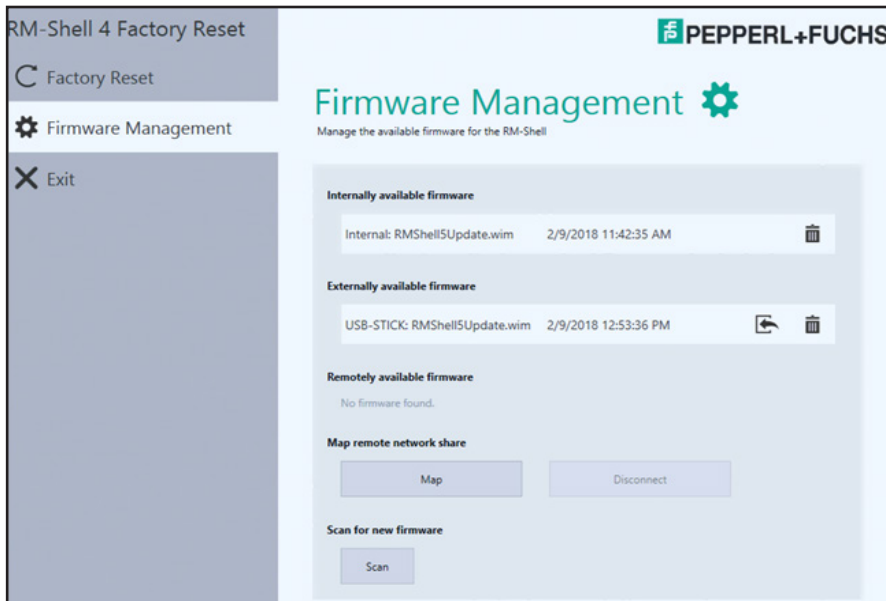 RM-Shell 4 Factory Reset
PEPPERL+FUCHS
Factory Reset
Firmware Management
Exit
Firmware Management
Manage the available firmware for the RM-Shell
Internally available firmware
Internal: RMShell5Update.wim 2/9/2018 11:42:35 AM
Externally available firmware
USB-STICK: RMShell5Update.wim 2/9/2018 12:53:36 PM
Remotely available firmware
No firmware found.
Map remote network share
Map Disconnect
Scan for new firmware
Scan